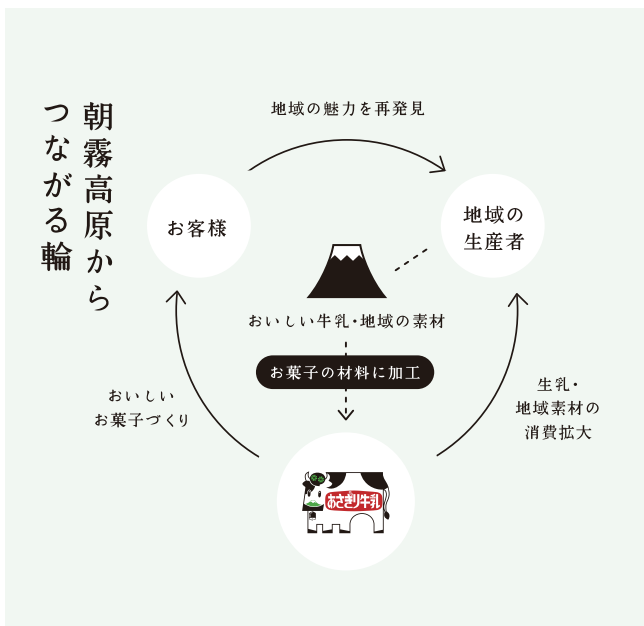 朝霧高原から
つながる輪
地域の魅力を再発見
お客様
地域の
生産者
おいしい牛乳・地域の素材
お菓子の材料に加工
おいしい
お菓子づくり
生乳・
地域素材の
消費拡大
あさぎり牛乳